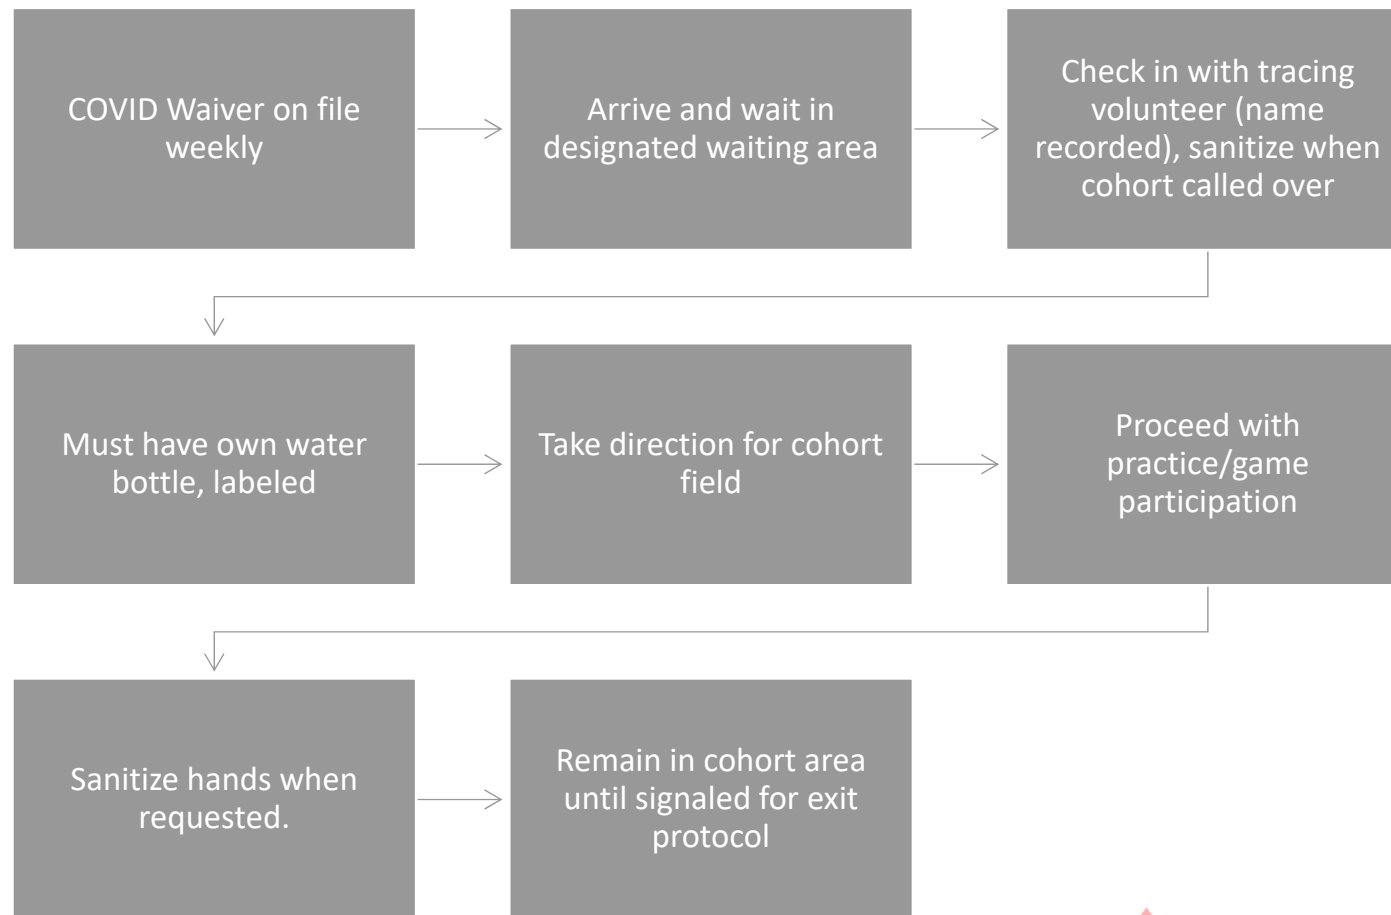 COVID Waiver on file
weekly
Arrive and wait in
designated waiting area
Check in with tracing
volunteer (name
recorded), sanitize when
cohort called over
Must have own water
bottle, labeled
Take direction for cohort
field
Proceed with
practice/game
participation
Sanitize hands when
requested.
Remain in cohort area
until signaled for exit
protocol